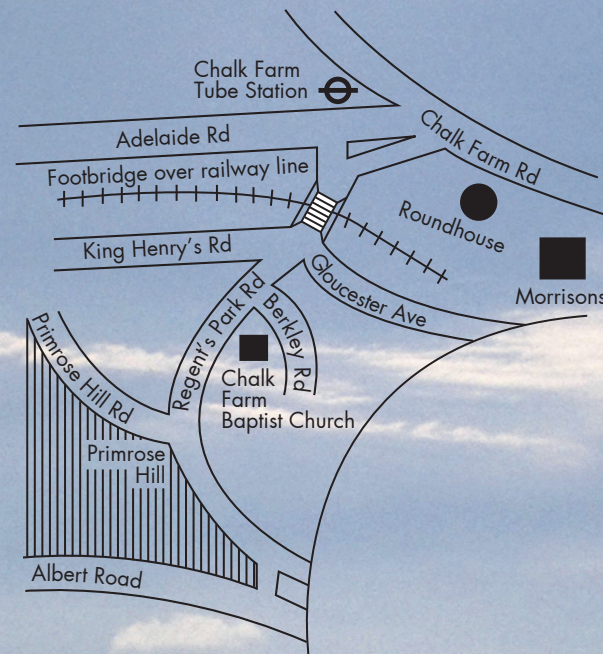 Chalk Farm
Tube Station
Adelaide Rd
Chalk Farm Rd
Footbridge over railway line
Roundhouse
King Henry's Rd
Gloucester Ave
Morrisons
Regent's Park Rd
Berkley Rd
Primrose Hill Rd
Chalk
Farm
Baptist Church
Primrose
Hill
Albert Road